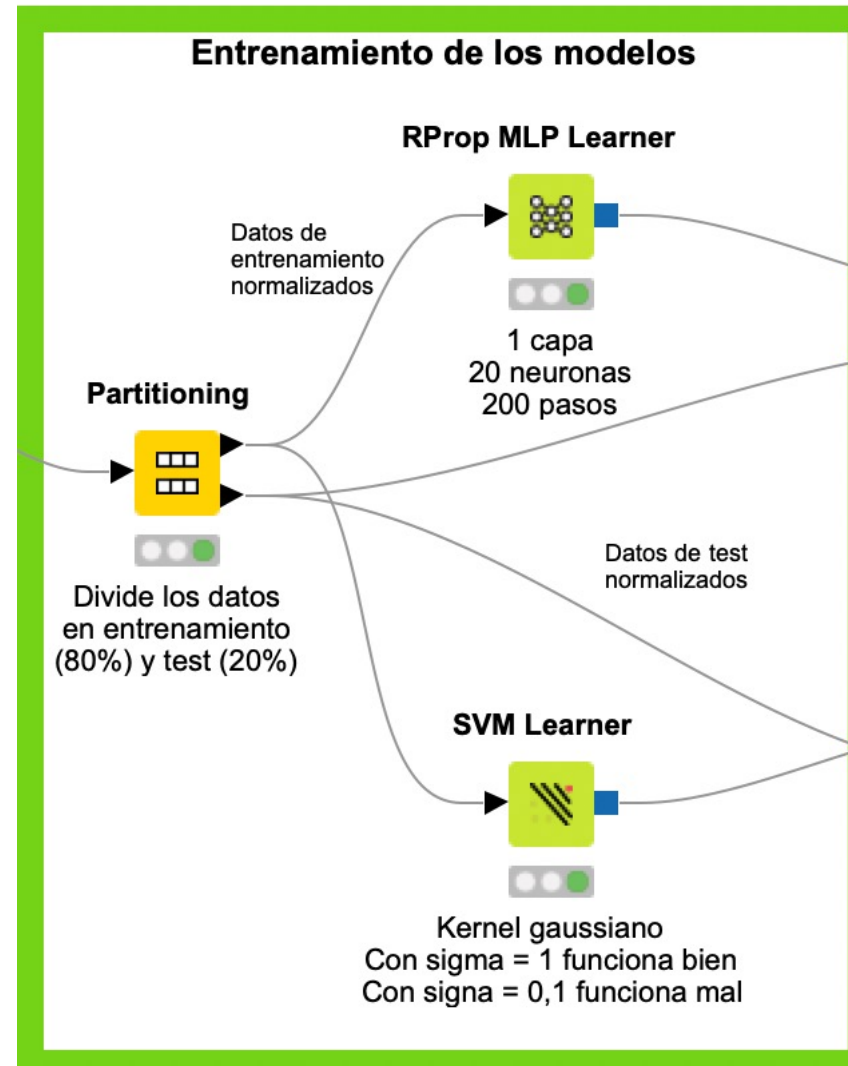 Entrenamiento de los modelos
RProp MLP Learner
Datos de
entrenamiento
normalizados
1 capa
20 neuronas
200 pasos
Partitioning
Divide los datos
en entrenamiento
(80%) y test (20%)
Datos de test
normalizados
SVM Learner
Kernel gaussiano
Con sigma = 1 funciona bien
Con signa = 0,1 funciona mal